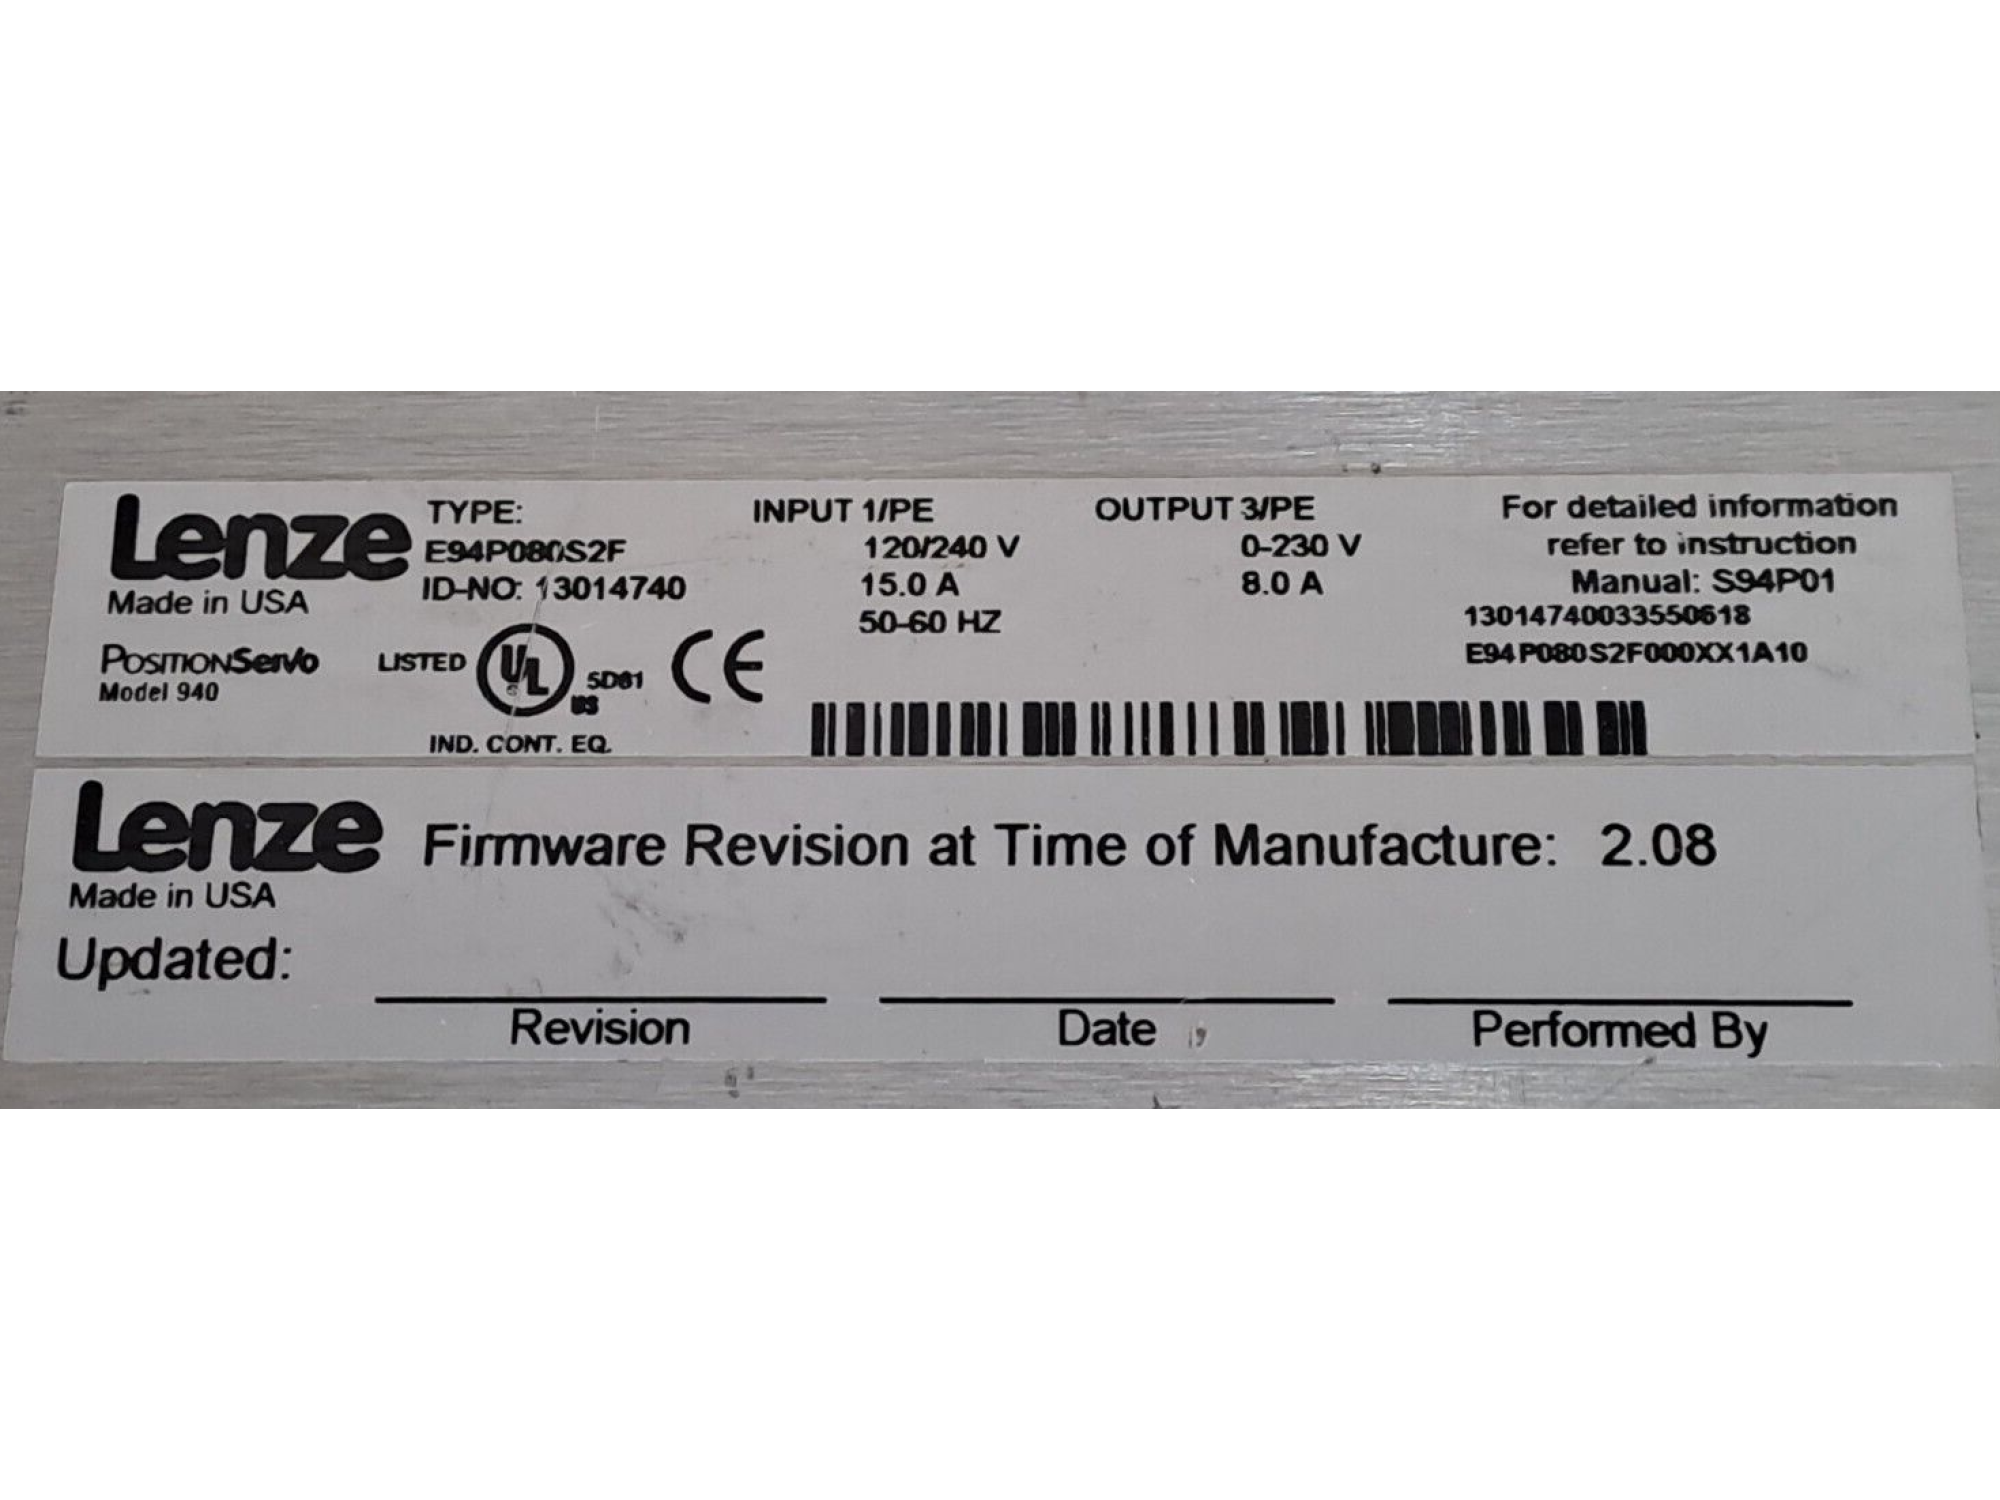 Lenze
Made in USA
PositionServo
Model 940
TYPE:
E94P080S2F
ID-NO: 13014740
LISTED UL US 5D81
IND. CONT. EQ.
CE
INPUT 1/PE
120/240 V
15.0 A
50-60 HZ
OUTPUT 3/PE
0-230 V
8.0 A
For detailed information
refer to instruction
Manual: S94P01
13014740033550618
E94P080S2F000XX1A10
Lenze
Made in USA
Firmware Revision at Time of Manufacture: 2.08
Updated:
Revision
Date
Performed By